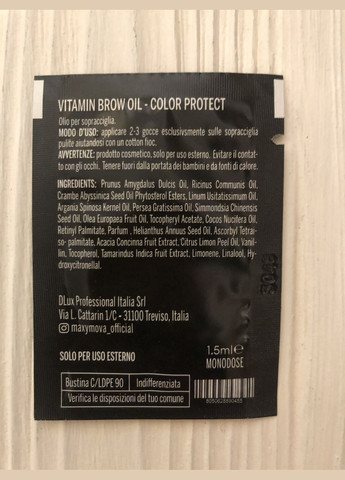 VITAMIN BROW OIL - COLOR PROTECT
Olio per sopracciglia.
MODO D'USO: applicare 2-3 gocce esclusivsmente sulle sopracciglia
pulite aiutandosi con un cotton fioc.
AVVERTENZE: prodotto cosmetico, solo per uso esterno. Evitare il contat-
to con gli occhi. Tenere fuori dalla portata dei bambini e da fonti di calore.
INGREDIENTS: Prunus Amygdalus Dulcis Oil, Ricinus Communis Oil,
Crambe Abyssinica Seed Oil Phytosterol Esters, Linum Usitatissimum Oil,
Argania Spinosa Kernel Oil, Persea Gratissima Oil, Simmondsia Chinensis
Seed Oil, Olea Europaea Fruit Oil, Tocopheryl Acetate, Cocos Nucifera Oil,
Retinyl Palmitate, Parfum , Helianthus Annuus Seed Oil, Ascorbyl Tetrai-
so- palmitate, Acacia Concinna Fruit Extract, Citrus Limon Peel Oil, Vanil-
lin, Tocopherol, Tamarindus Indica Fruit Extract, Limonene, Linalool, Hy-
droxycitronellal.
DLux Professional Italia Srl
Via L. Cattarin 1/C - 31100 Treviso, Italia
maxymova_official
SOLO PER USO ESTERNO
1.5ml e
MONODOSE
Bustina C/LDPE 90 Indifferenziata
Verifica le disposizioni del tuo comune